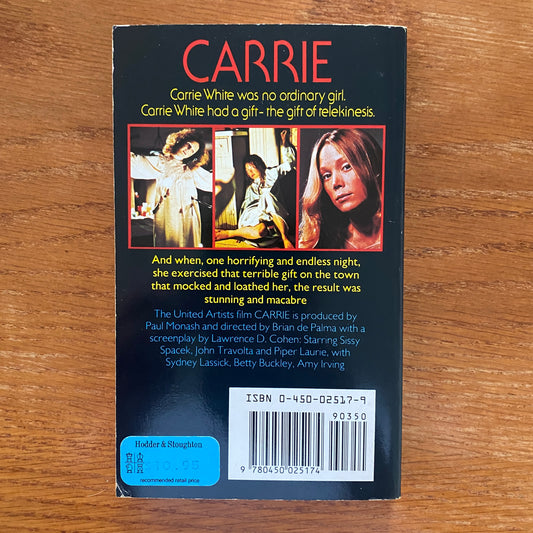 CARRIE
Carrie White was no ordinary girl.
Carrie White had a gift - the gift of telekinesis.
And when, one horrifying and endless night,
she exercised that terrible gift on the town
that mocked and loathed her, the result was
stunning and macabre
The United Artists film CARRIE is produced by
Paul Monash and directed by Brian de Palma with a
screenplay by Lawrence D. Cohen: Starring Sissy
Spacek, John Travolta and Piper Laurie, with
Sydney Lassick, Betty Buckley, Amy Irving
ISBN 0-450-02517-9
90350
9 780450 025174
Hodder & Stoughton
10.95
recommended retail price